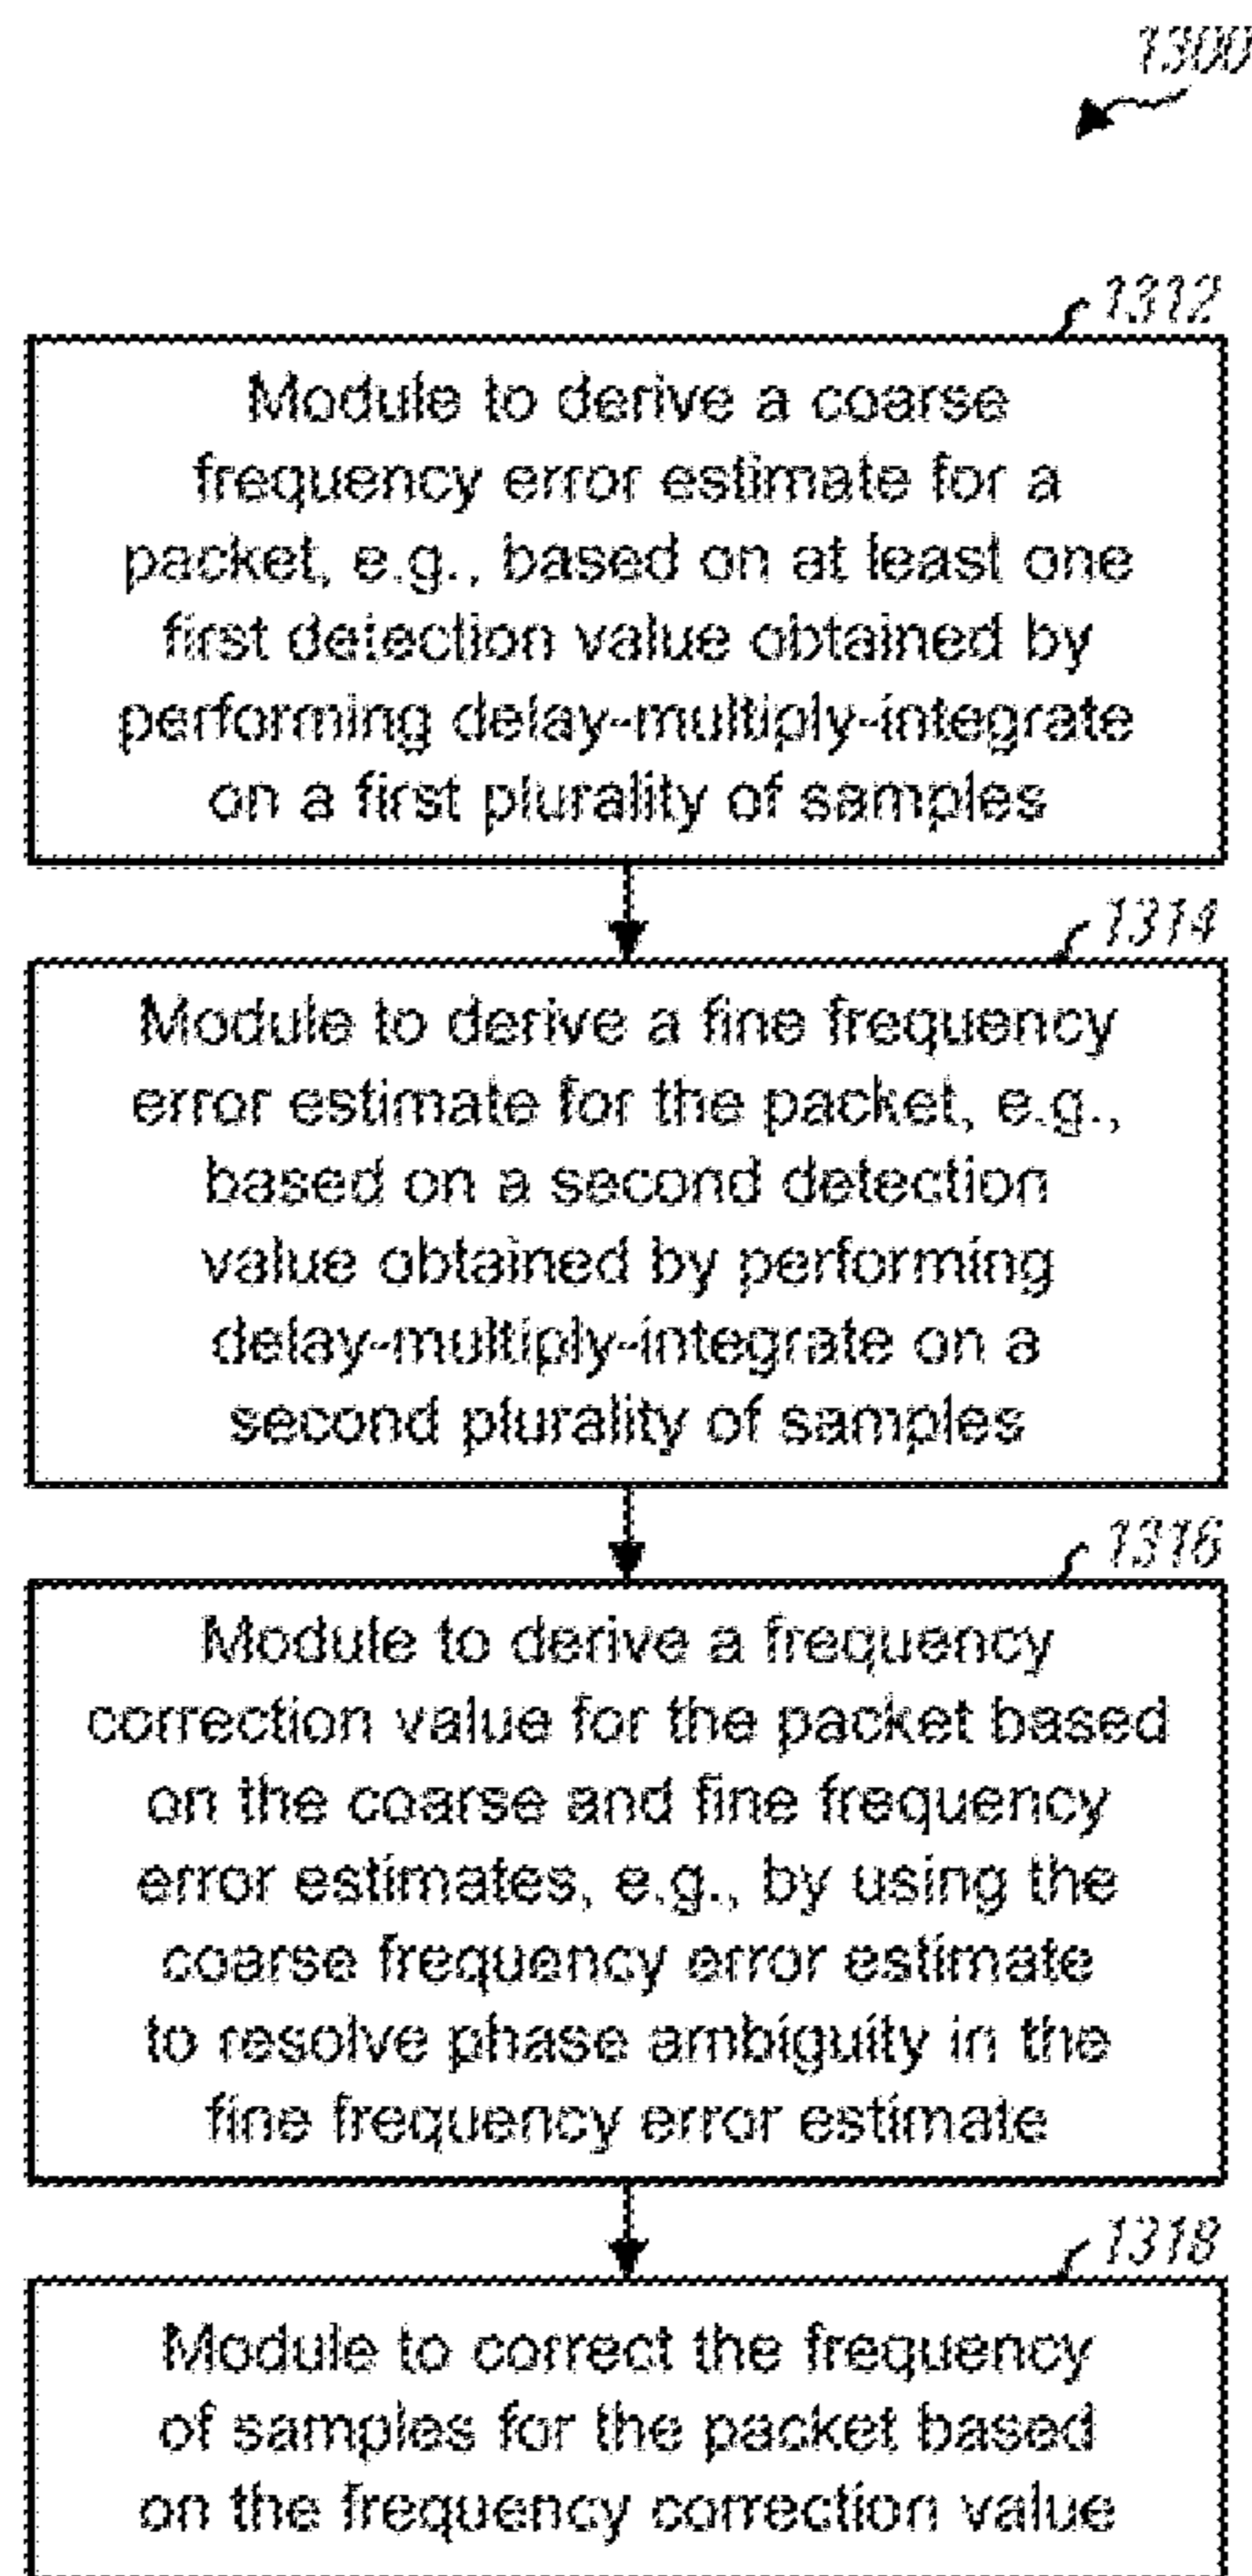 1300
1312
Module to derive a coarse
frequency error estimate for a
packet, e.g., based on at least one
first detection value obtained by
performing delay-multiply-integrate
on a first plurality of samples
1314
Module to derive a fine frequency
error estimate for the packet, e.g.,
based on a second detection
value obtained by performing
delay-multiply-integrate on a
second plurality of samples
1316
Module to derive a frequency
correction value for the packet based
on the coarse and fine frequency
error estimates, e.g., by using the
coarse frequency error estimate
to resolve phase ambiguity in the
fine frequency error estimate
1318
Module to correct the frequency
of samples for the packet based
on the frequency correction value